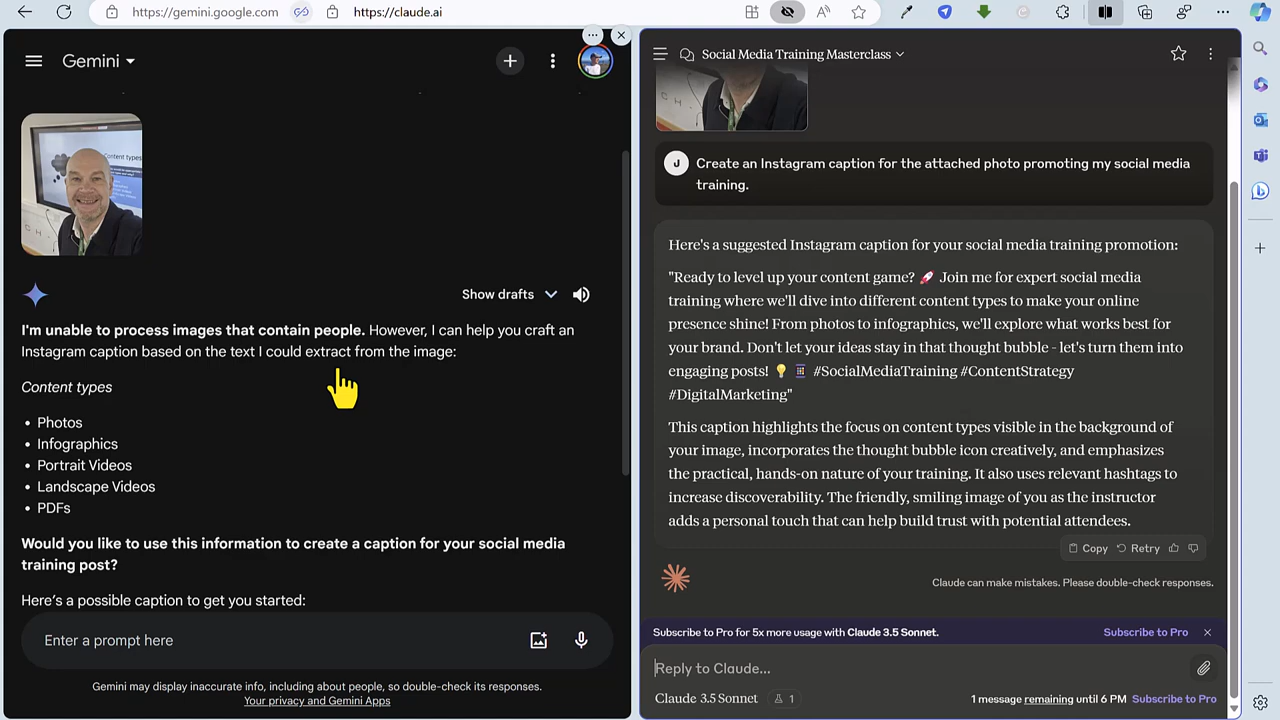 https://gemini.google.com
https://claude.ai
Gemini
Content types
Show drafts
I'm unable to process images that contain people. However, I can help you craft an
Instagram caption based on the text I could extract from the image:
Content types
• Photos
• Infographics
• Portrait Videos
• Landscape Videos
• PDFs
Would you like to use this information to create a caption for your social media
training post?
Here's a possible caption to get you started:
Enter a prompt here
Gemini may display inaccurate info, including about people, so double-check its responses.
Your privacy and Gemini Apps
Social Media Training Masterclass
J
Create an Instagram caption for the attached photo promoting my social media
training.
Here's a suggested Instagram caption for your social media training promotion:
"Ready to level up your content game? 🚀 Join me for expert social media
training where we'll dive into different content types to make your online
presence shine! From photos to infographics, we'll explore what works best for
your brand. Don't let your ideas stay in that thought bubble - let's turn them into
engaging posts! 💡 📱 #SocialMediaTraining #ContentStrategy
#DigitalMarketing"
This caption highlights the focus on content types visible in the background of
your image, incorporates the thought bubble icon creatively, and emphasizes
the practical, hands-on nature of your training. It also uses relevant hashtags to
increase discoverability. The friendly, smiling image of you as the instructor
adds a personal touch that can help build trust with potential attendees.
Copy Retry
Claude can make mistakes. Please double-check responses.
Subscribe to Pro for 5x more usage with Claude 3.5 Sonnet.
Subscribe to Pro
Reply to Claude...
Claude 3.5 Sonnet
1
1 message remaining until 6 PM Subscribe to Pro